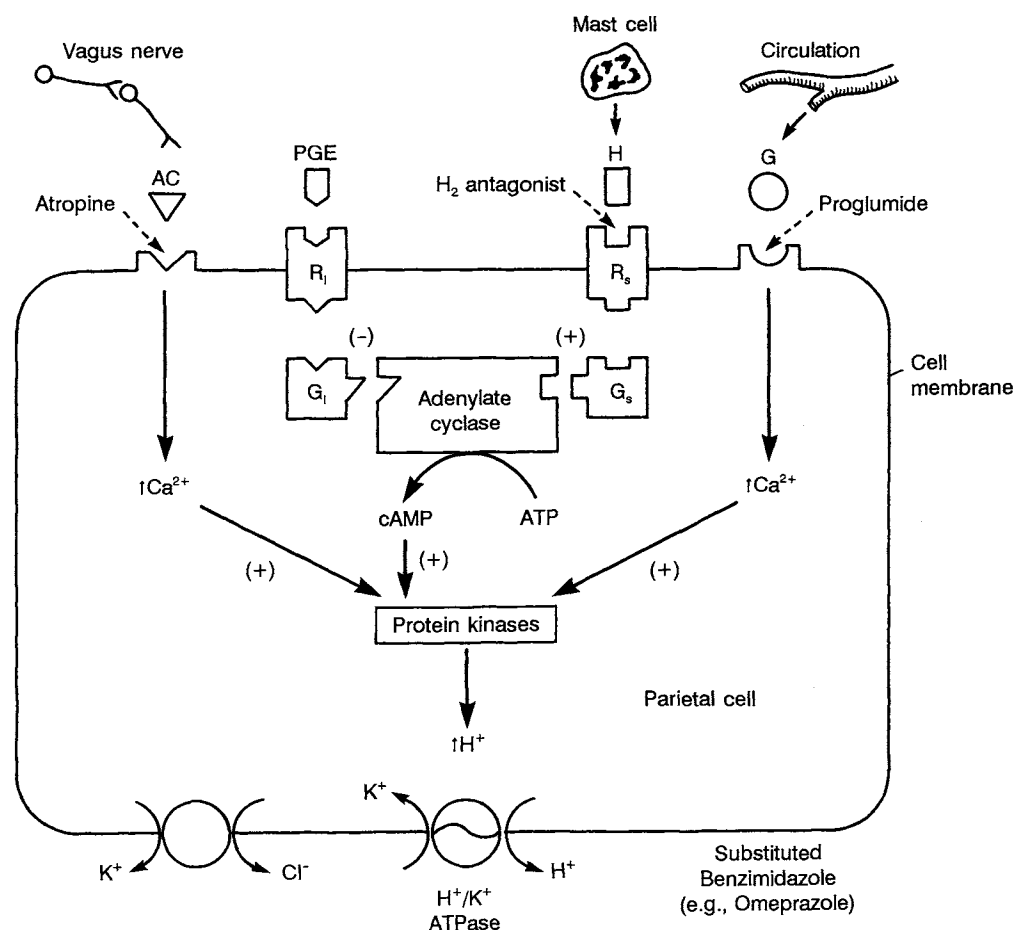 Mast cell
Vagus nerve
Circulation
PGE
H
G
AC
H₂ antagonist
Atropine
Proglumide
Rᵢ
Rₛ
(-)
(+)
Cell
membrane
Gᵢ
Adenylate
cyclase
Gₛ
↑Ca²⁺
↑Ca²⁺
cAMP
ATP
(+)
(+)
(+)
Protein kinases
Parietal cell
↑H⁺
K⁺
K⁺
Cl⁻
H⁺
H⁺/K⁺
ATPase
Substituted
Benzimidazole
(e.g., Omeprazole)